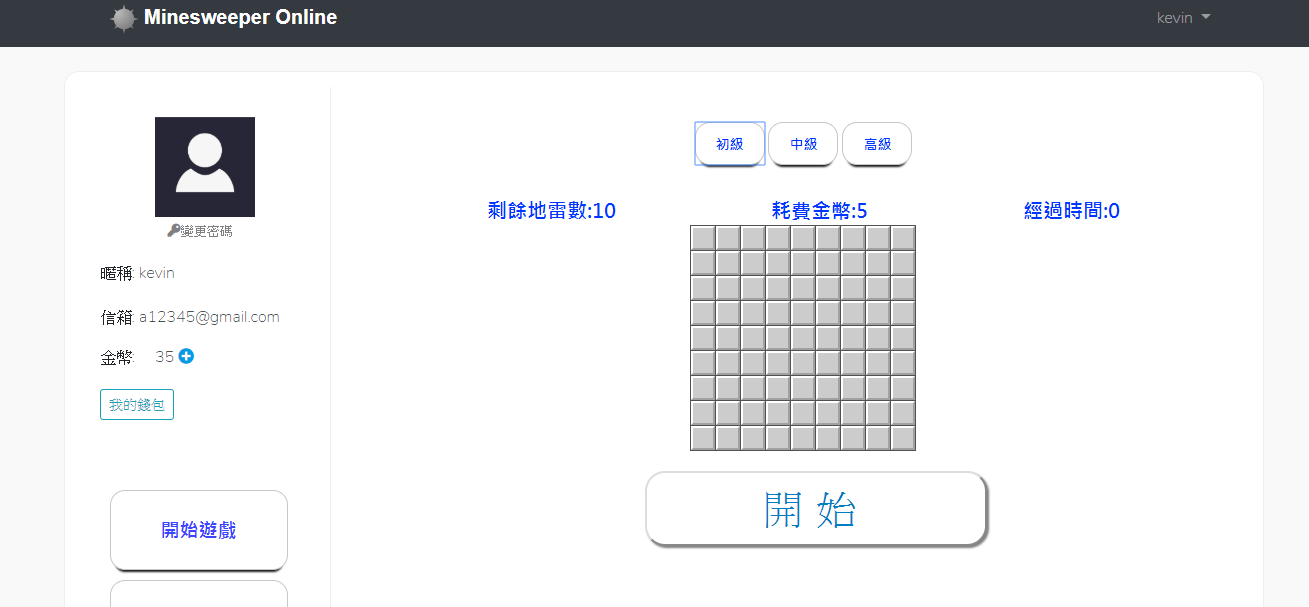 Minesweeper Online
kevin
變更密碼
暱稱: kevin
信箱: a12345@gmail.com
金幣: 35
我的錢包
開始遊戲
初級 中級 高級
剩餘地雷數:10 耗費金幣:5 經過時間:0
開 始